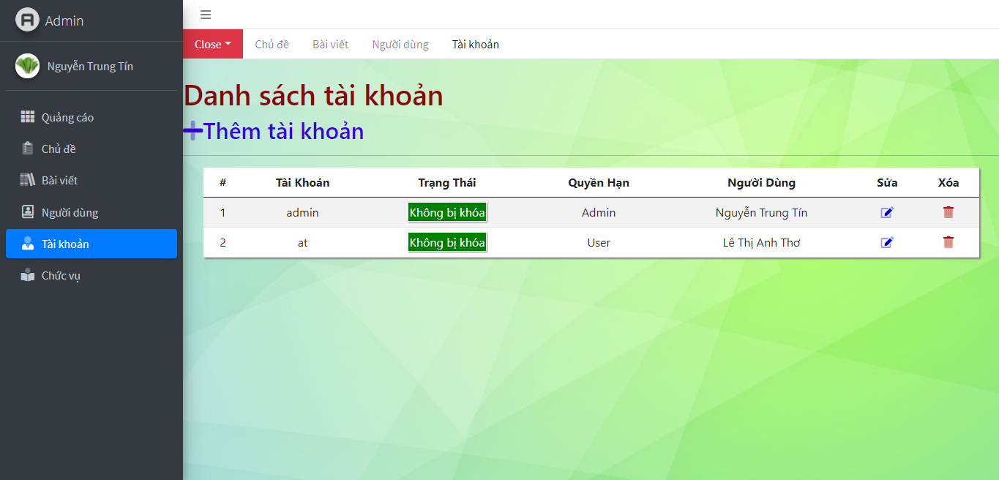 Admin
Nguyễn Trung Tín
Quảng cáo
Chủ đề
Bài viết
Người dùng
Tài khoản
Chức vụ
Close Chủ đề Bài viết Người dùng Tài khoản
Danh sách tài khoản
Thêm tài khoản
# Tài Khoản Trạng Thái Quyền Hạn Người Dùng Sửa Xóa
1 admin Không bị khóa Admin Nguyễn Trung Tín
2 at Không bị khóa User Lê Thị Anh Thơ